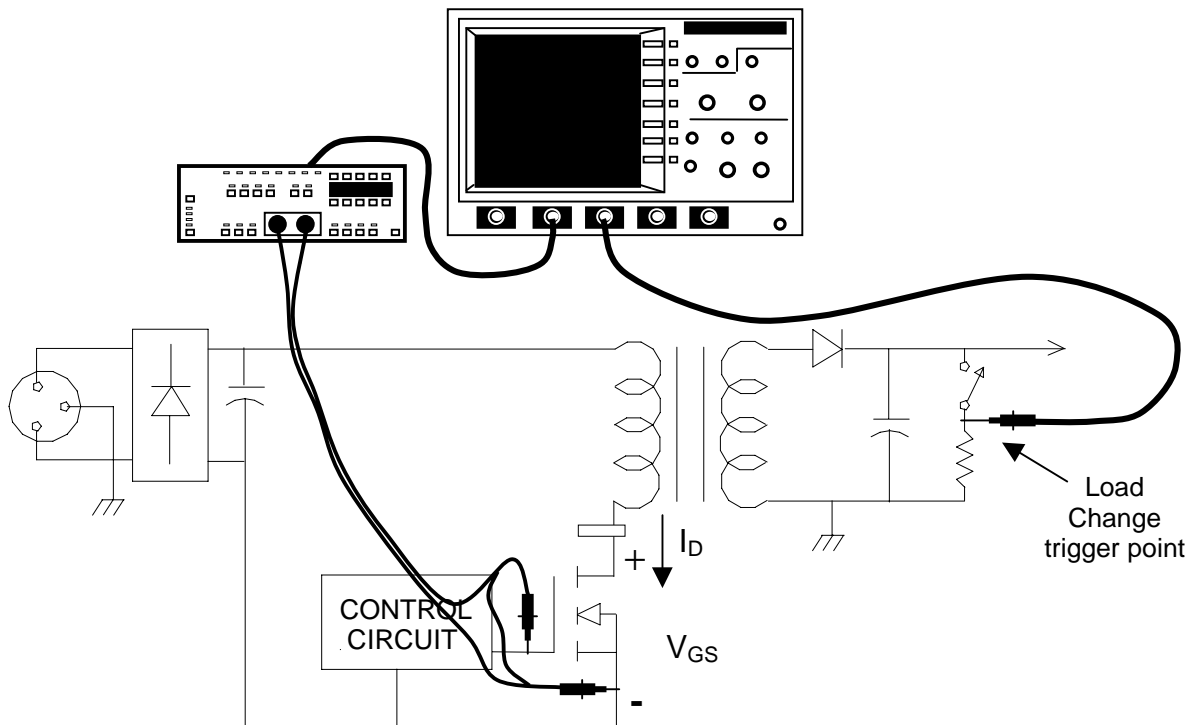 +
I_D
CONTROL
CIRCUIT
V_GS
-
Load
Change
trigger point